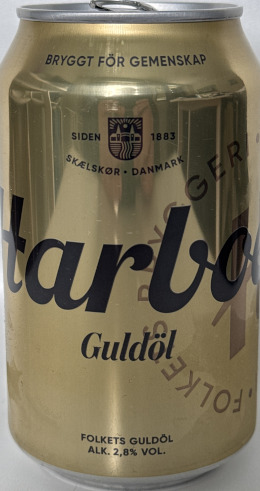 BRYGGT FÖR GEMENSKAP
SIDEN 1883
SKÆLSKØR • DANMARK
Harbo
Guldöl
FOLKETS GULDÖL
ALK. 2,8% VOL.